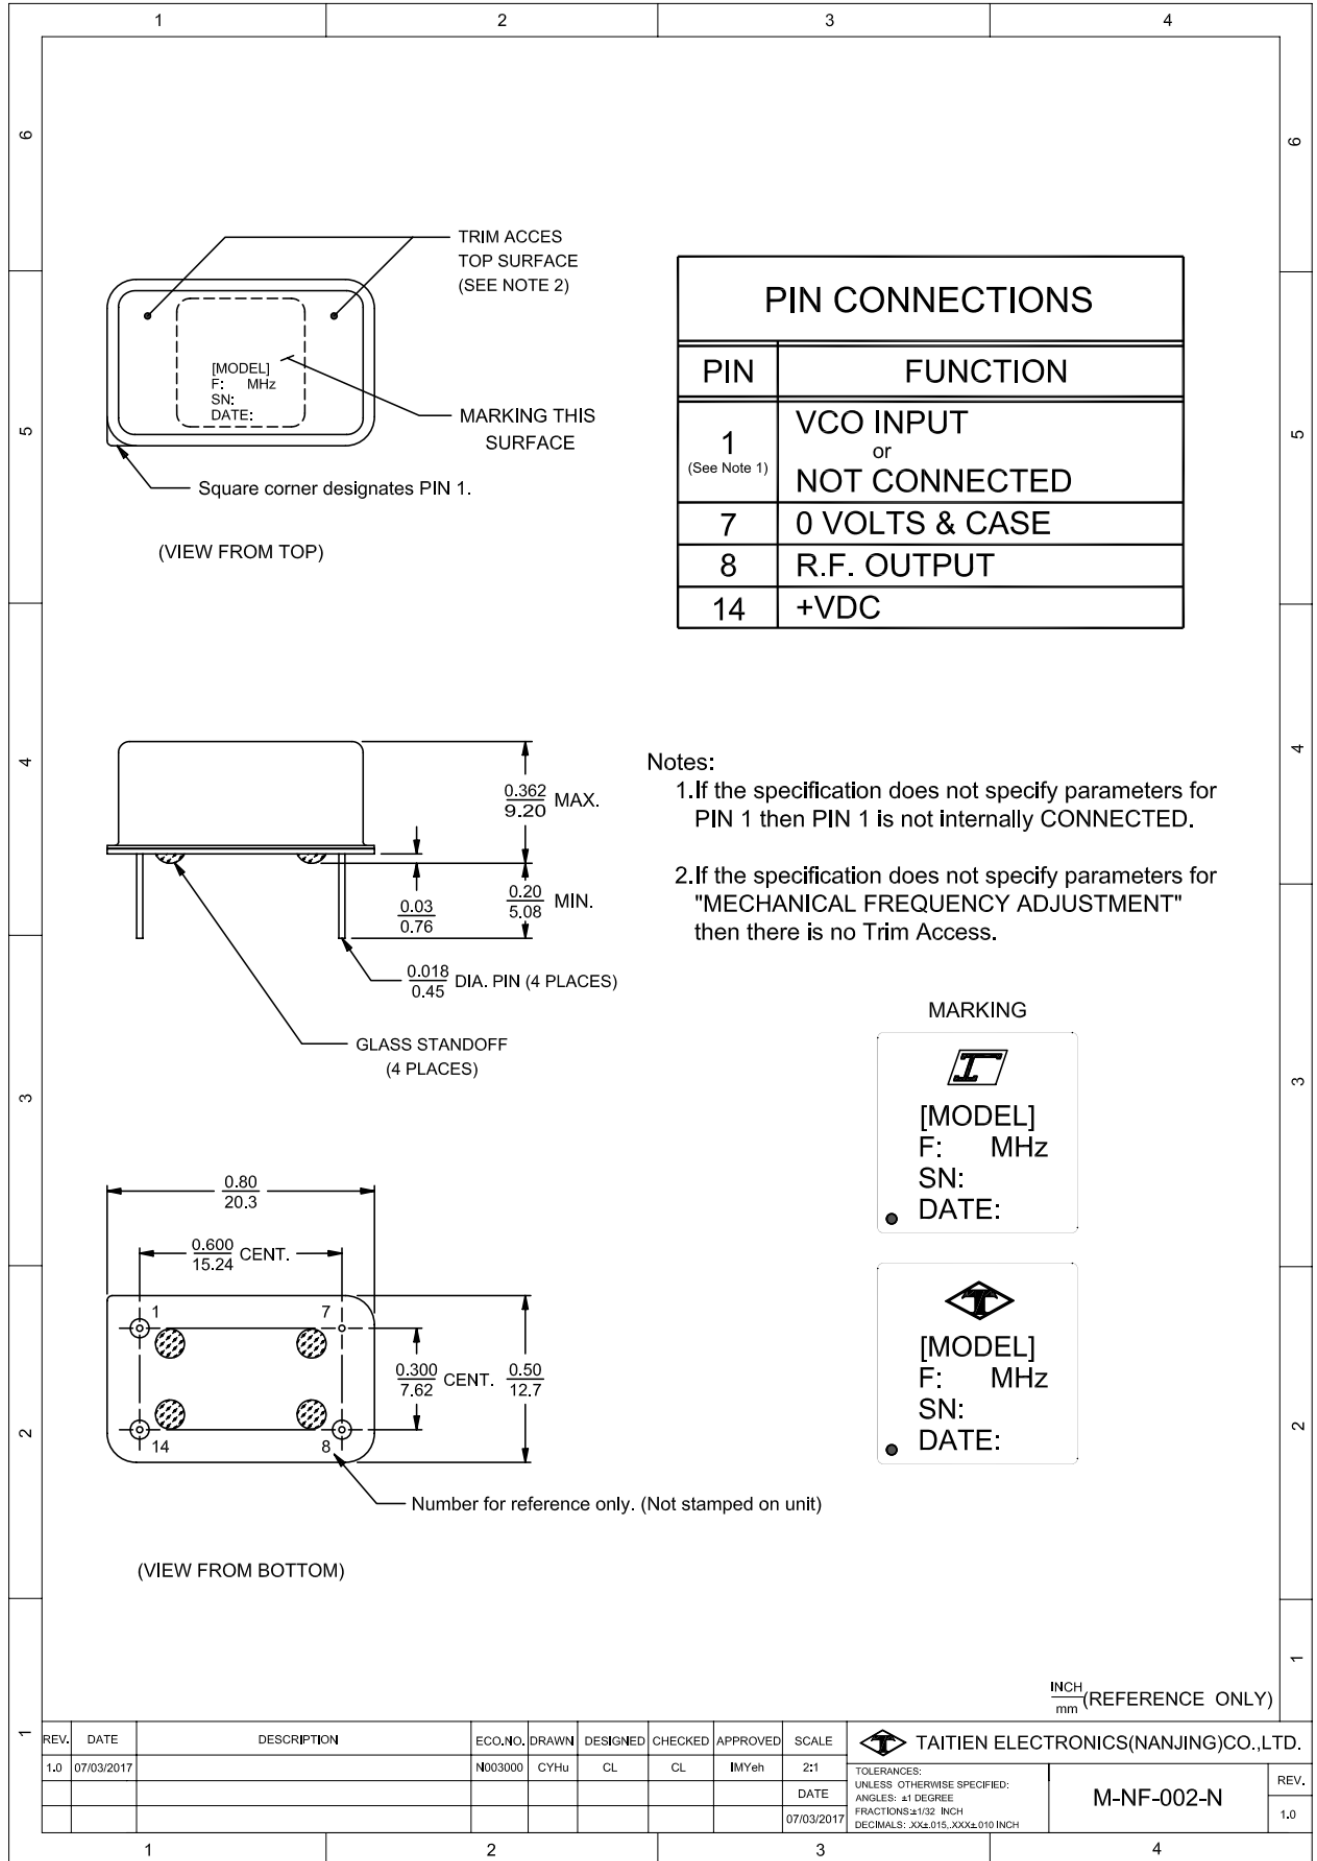 1 2 3 4
6 6
TRIM ACCES
TOP SURFACE
(SEE NOTE 2)
[MODEL]
F: MHz
SN:
DATE:
MARKING THIS
SURFACE
Square corner designates PIN 1.
(VIEW FROM TOP)
5 5
PIN CONNECTIONS
PIN FUNCTION
1
(See Note 1)
VCO INPUT
or
NOT CONNECTED
7 0 VOLTS & CASE
8 R.F. OUTPUT
14 +VDC
4 4
0.362
9.20
MAX.
0.03
0.76
0.20
5.08
MIN.
0.018
0.45
DIA. PIN (4 PLACES)
GLASS STANDOFF
(4 PLACES)
Notes:
1.If the specification does not specify parameters for
PIN 1 then PIN 1 is not internally CONNECTED.
2.If the specification does not specify parameters for
"MECHANICAL FREQUENCY ADJUSTMENT"
then there is no Trim Access.
3 3
MARKING
[MODEL]
F: MHz
SN:
DATE:
T
[MODEL]
F: MHz
SN:
DATE:
0.80
20.3
0.600
15.24
CENT.
1 7
0.300
7.62
CENT.
0.50
12.7
14 8
2 2
Number for reference only. (Not stamped on unit)
(VIEW FROM BOTTOM)
1 1
INCH
mm
(REFERENCE ONLY)
REV. DATE DESCRIPTION ECO.NO. DRAWN DESIGNED CHECKED APPROVED SCALE
1.0 07/03/2017 N003000 CYHu CL CL IMYeh 2:1
DATE
07/03/2017
T TAITIEN ELECTRONICS(NANJING)CO.,LTD.
TOLERANCES:
UNLESS OTHERWISE SPECIFIED:
ANGLES: ±1 DEGREE
FRACTIONS:±1/32 INCH
DECIMALS: .XX±.015,.XXX±.010 INCH
M-NF-002-N
REV.
1.0
1 2 3 4